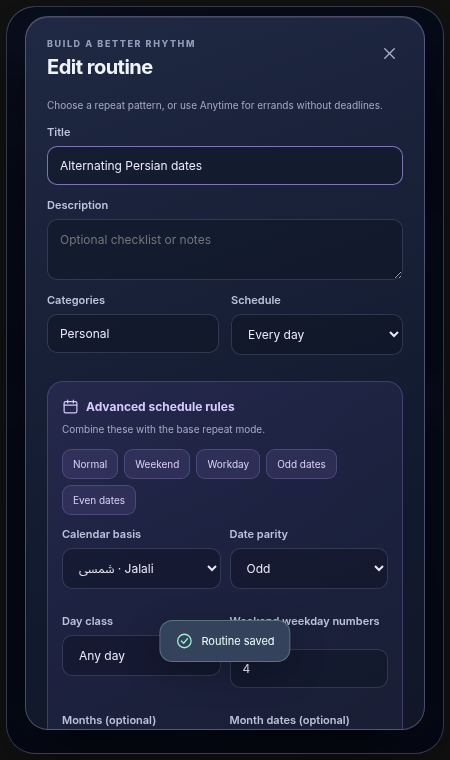 BUILD A BETTER RHYTHM
Edit routine
Choose a repeat pattern, or use Anytime for errands without deadlines.
Title
Alternating Persian dates
Description
Optional checklist or notes
Categories
Schedule
Personal
Every day
Advanced schedule rules
Combine these with the base repeat mode.
Normal
Weekend
Workday
Odd dates
Even dates
Calendar basis
Date parity
شمسی · Jalali
Odd
Day class
Weekend weekday numbers
Any day
4
Routine saved
Months (optional)
Month dates (optional)